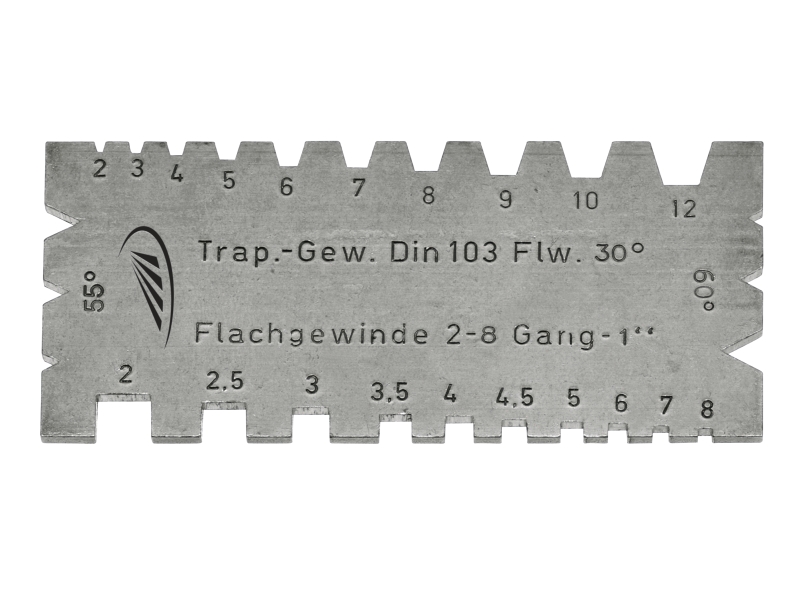 2 3 4 5 6 7 8 9 10 12
Trap.-Gew. Din 103 Flw. 30°
55°
60°
Flachgewinde 2-8 Gang-1“
2 2,5 3 3,5 4 4,5 5 6 7 8